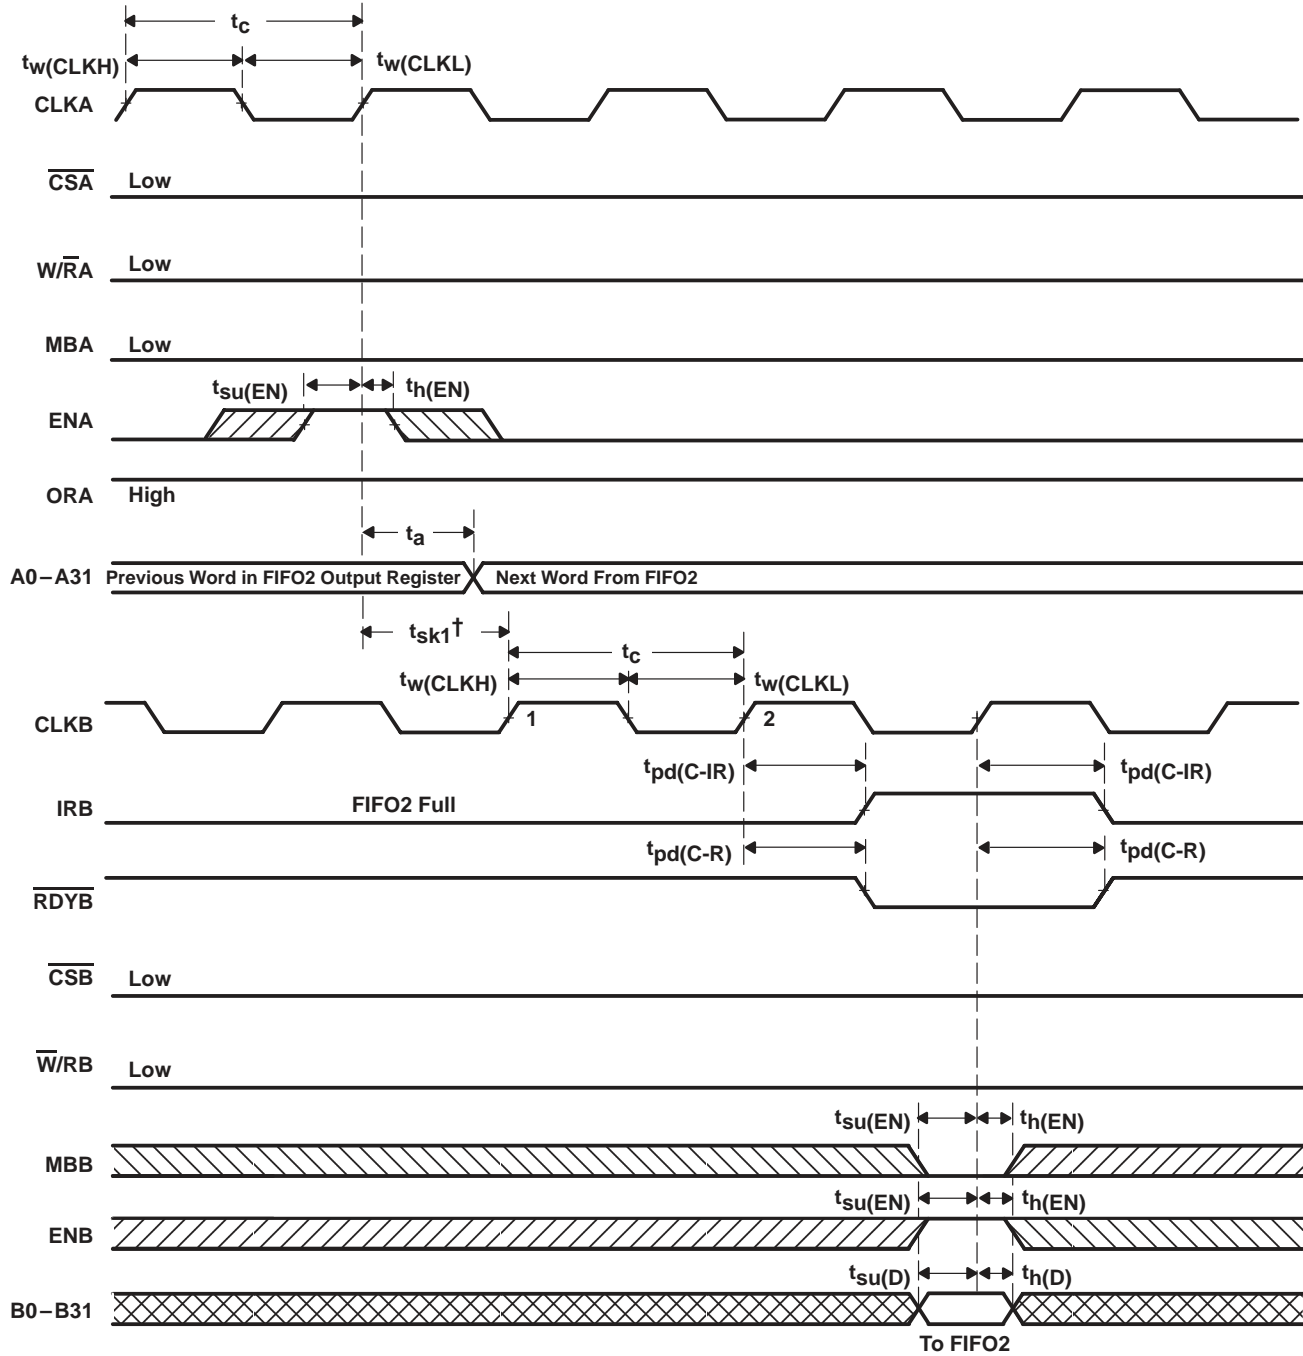 tc
tw(CLKH) tw(CLKL)
CLKA
CSA Low
W/RA Low
MBA Low
tsu(EN) th(EN)
ENA
ORA High
ta
A0–A31 Previous Word in FIFO2 Output Register Next Word From FIFO2
tsk1†
tc
tw(CLKH) tw(CLKL)
CLKB 1 2
tpd(C-IR) tpd(C-IR)
IRB FIFO2 Full
tpd(C-R) tpd(C-R)
RDYB
CSB Low
W/RB Low
tsu(EN) th(EN)
MBB
tsu(EN) th(EN)
ENB
tsu(D) th(D)
B0–B31
To FIFO2